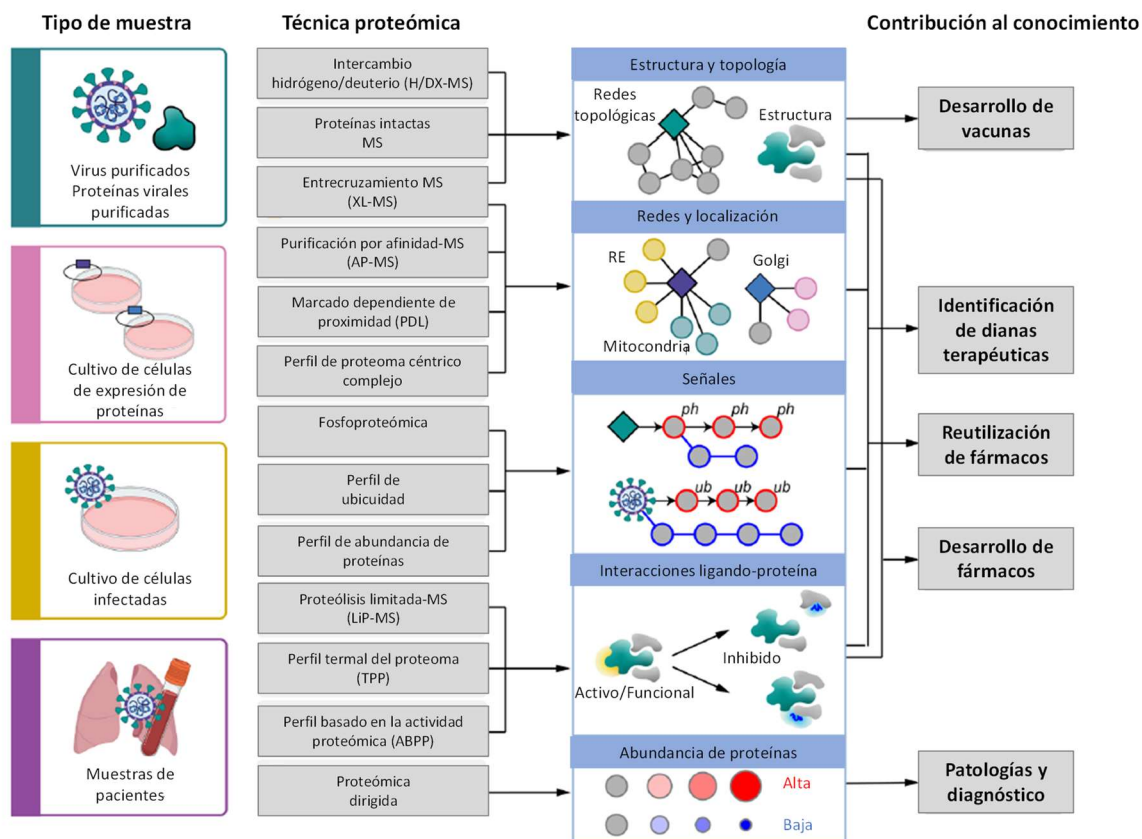 Tipo de muestra
Técnica proteómica
Contribución al conocimiento
Virus purificados
Proteínas virales
purificadas
Cultivo de células
de expresión de
proteínas
Cultivo de células
infectadas
Muestras de
pacientes
Intercambio
hidrógeno/deuterio (H/DX-MS)
Proteínas intactas
MS
Entrecruzamiento MS
(XL-MS)
Purificación por afinidad-MS
(AP-MS)
Marcado dependiente de
proximidad (PDL)
Perfil de proteoma céntrico
complejo
Fosfoproteómica
Perfil de
ubicuidad
Perfil de abundancia de
proteínas
Proteólisis limitada-MS
(LiP-MS)
Perfil termal del proteoma
(TPP)
Perfil basado en la actividad
proteómica (ABPP)
Proteómica
dirigida
Estructura y topología
Redes
topológicas
Estructura
Redes y localización
RE
Golgi
Mitocondria
Señales
ph ph ph
ub ub ub
Interacciones ligando-proteína
Inhibido
Activo/Funcional
Abundancia de proteínas
Alta
Baja
Desarrollo de
vacunas
Identificación
de dianas
terapéuticas
Reutilización
de fármacos
Desarrollo de
fármacos
Patologías y
diagnóstico